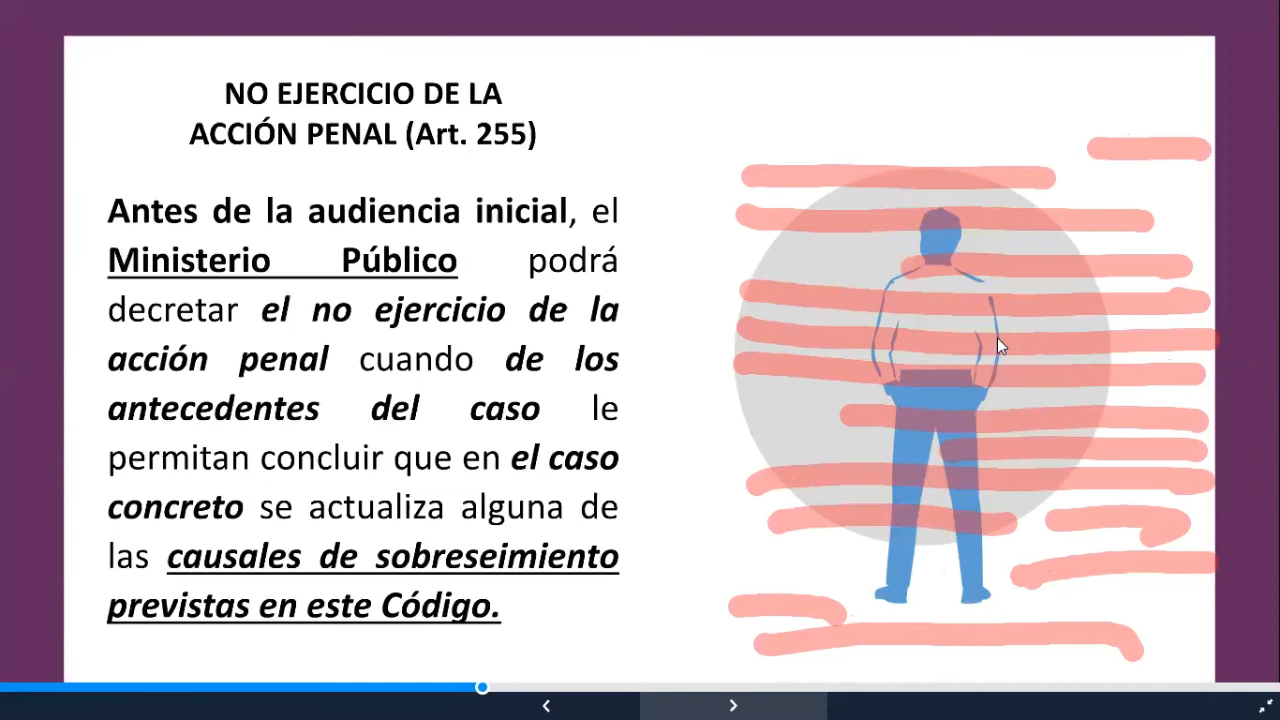 NO EJERCICIO DE LA
ACCIÓN PENAL (Art. 255)
Antes de la audiencia inicial, el
Ministerio Público podrá
decretar el no ejercicio de la
acción penal cuando de los
antecedentes del caso le
permitan concluir que en el caso
concreto se actualiza alguna de
las causales de sobreseimiento
previstas en este Código.